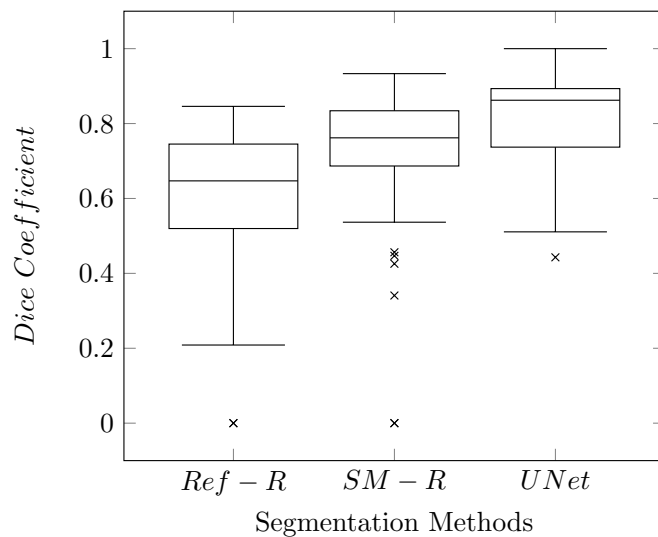 1
0.8
0.6
0.4
0.2
0
Dice Coefficient
Ref − R
SM − R
UNet
Segmentation Methods